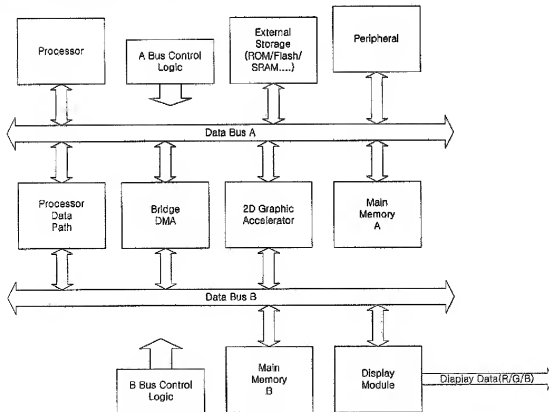 Processor
A Bus Control
Logic
External
Storage
(ROM/Flash/
SRAM....)
Peripheral
Data Bus A
Processor
Data
Path
Bridge
DMA
2D Graphic
Accelerator
Main
Memory
A
Data Bus B
B Bus Control
Logic
Main
Memory
B
Display
Module
Display Data(R/G/B)